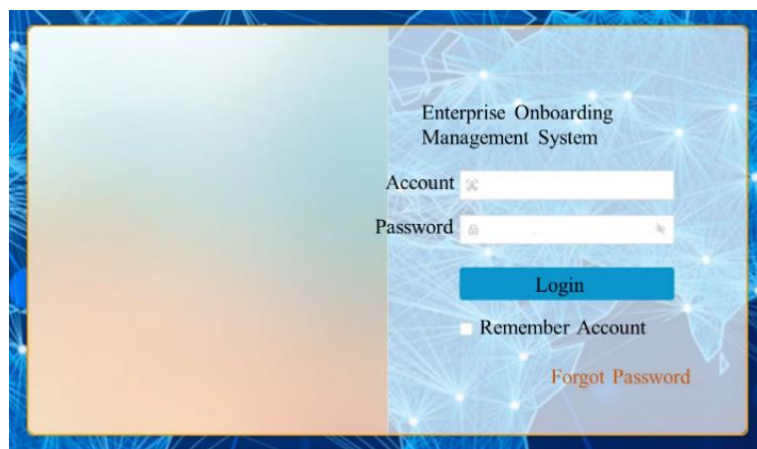 Enterprise Onboarding
Management System
Account
Password
Login
Remember Account
Forgot Password